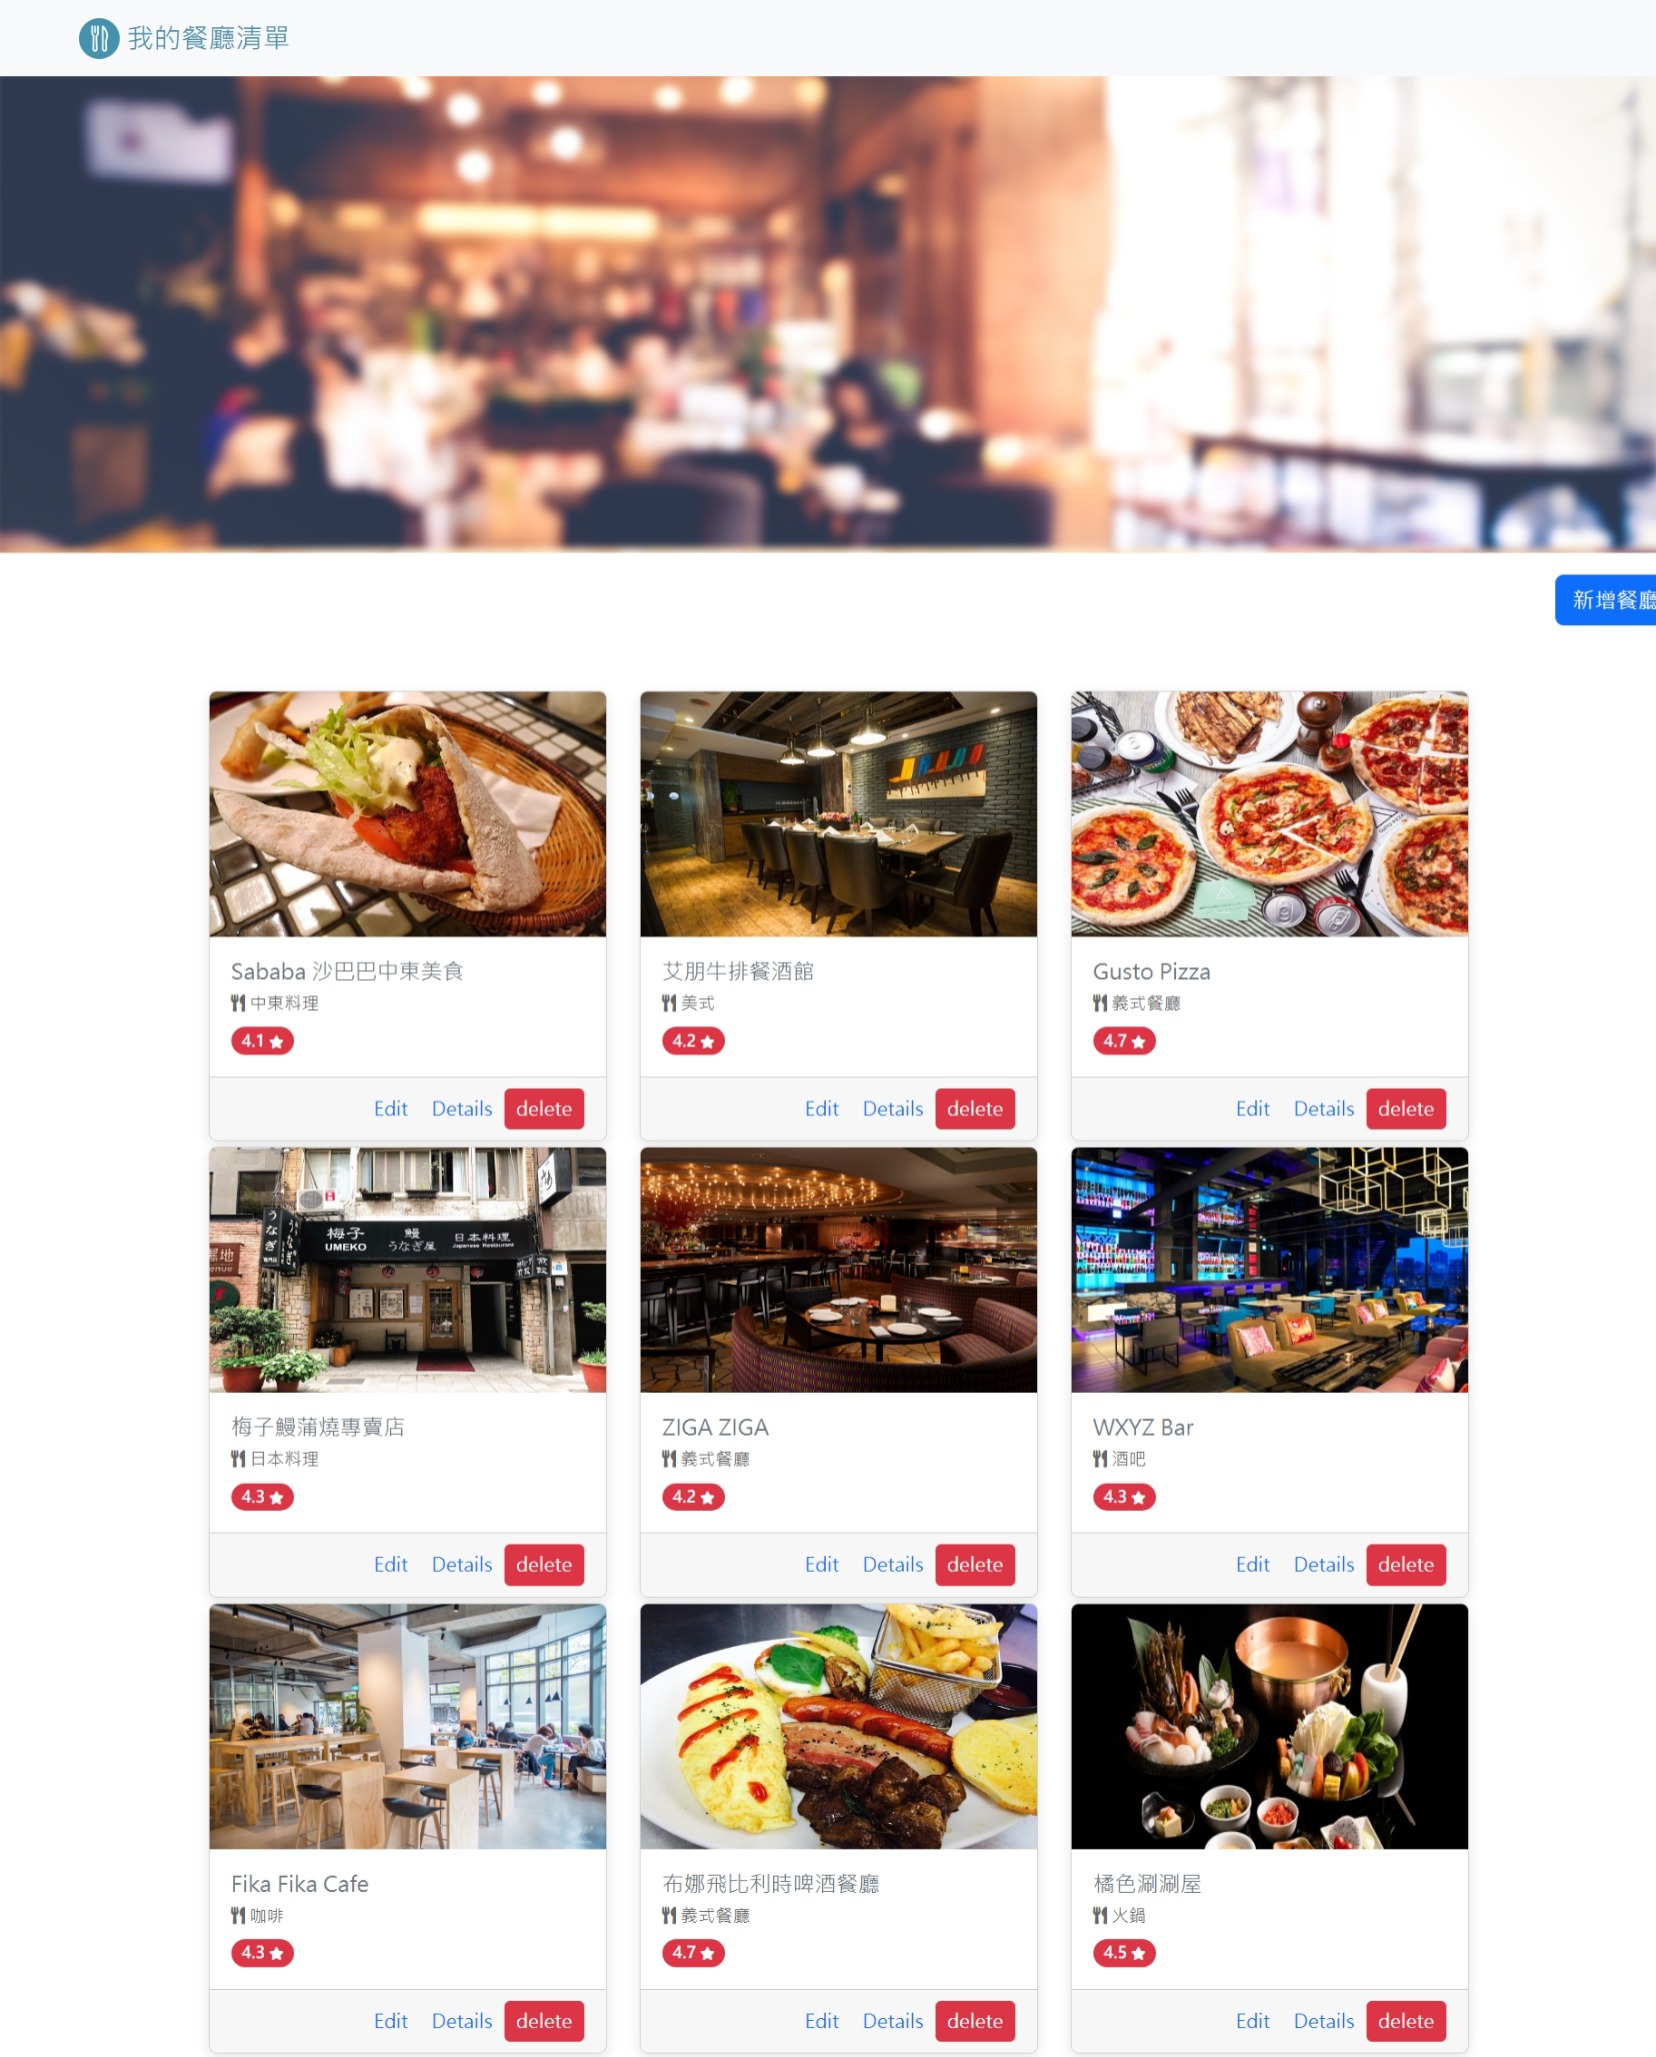 我的餐廳清單
新增餐廳
Sababa 沙巴巴中東美食
中東料理
4.1
Edit Details delete
艾朋牛排餐酒館
美式
4.2
Edit Details delete
Gusto Pizza
義式餐廳
4.7
Edit Details delete
梅子 鰻 日本料理
UMEKO うなぎ屋 Japanese Restaurant
梅子鰻蒲燒專賣店
日本料理
4.3
Edit Details delete
ZIGA ZIGA
義式餐廳
4.2
Edit Details delete
WXYZ Bar
酒吧
4.3
Edit Details delete
Fika Fika Cafe
咖啡
4.3
Edit Details delete
布娜飛比利時啤酒餐廳
義式餐廳
4.7
Edit Details delete
橘色涮涮屋
火鍋
4.5
Edit Details delete